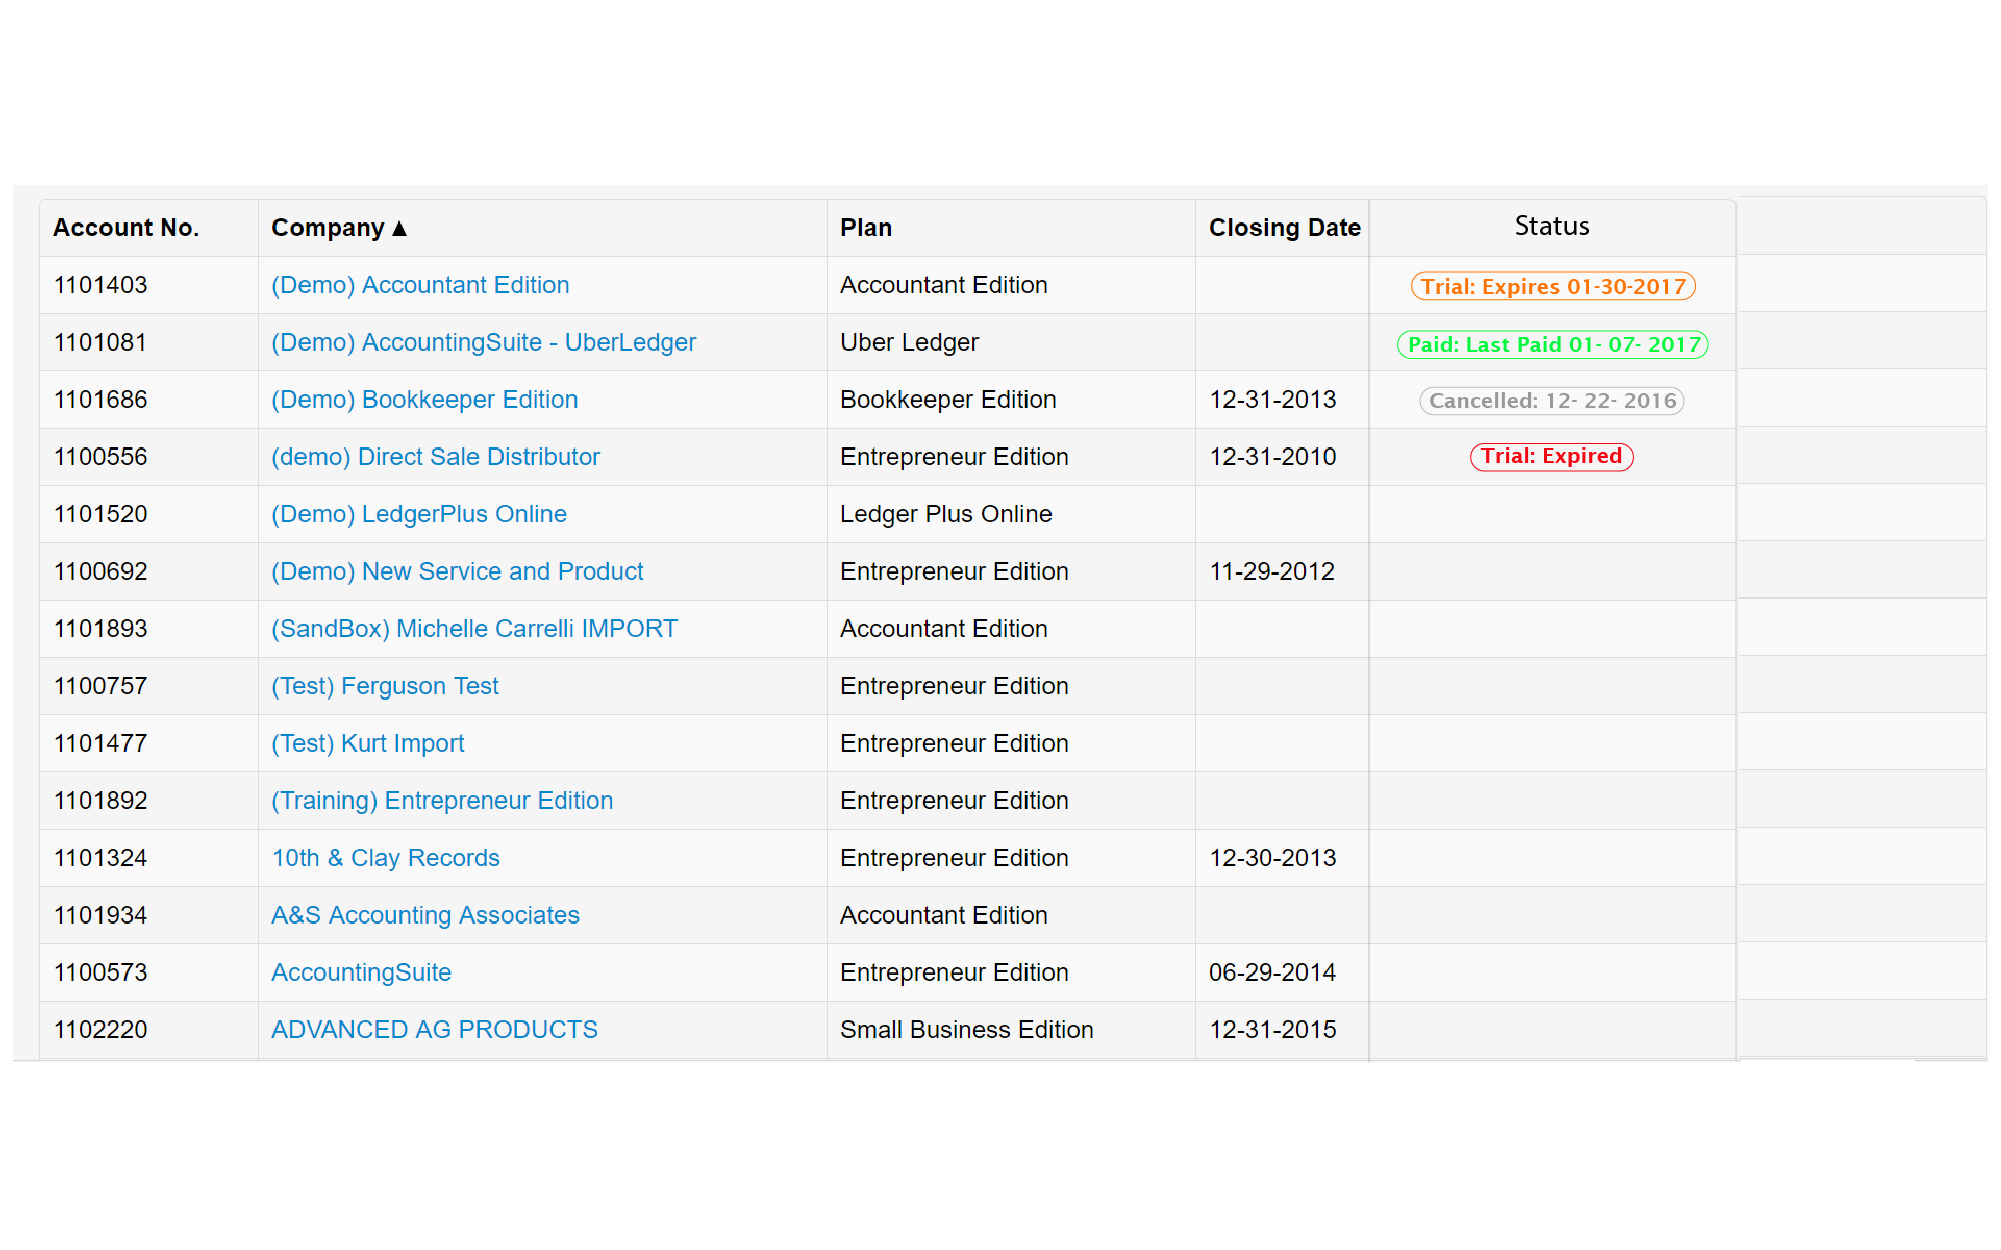 Account No. Company ▲ Plan Closing Date Status
1101403 (Demo) Accountant Edition Accountant Edition Trial: Expires 01-30-2017
1101081 (Demo) AccountingSuite - UberLedger Uber Ledger Paid: Last Paid 01- 07- 2017
1101686 (Demo) Bookkeeper Edition Bookkeeper Edition 12-31-2013 Cancelled: 12- 22- 2016
1100556 (demo) Direct Sale Distributor Entrepreneur Edition 12-31-2010 Trial: Expired
1101520 (Demo) LedgerPlus Online Ledger Plus Online
1100692 (Demo) New Service and Product Entrepreneur Edition 11-29-2012
1101893 (SandBox) Michelle Carrelli IMPORT Accountant Edition
1100757 (Test) Ferguson Test Entrepreneur Edition
1101477 (Test) Kurt Import Entrepreneur Edition
1101892 (Training) Entrepreneur Edition Entrepreneur Edition
1101324 10th & Clay Records Entrepreneur Edition 12-30-2013
1101934 A&S Accounting Associates Accountant Edition
1100573 AccountingSuite Entrepreneur Edition 06-29-2014
1102220 ADVANCED AG PRODUCTS Small Business Edition 12-31-2015